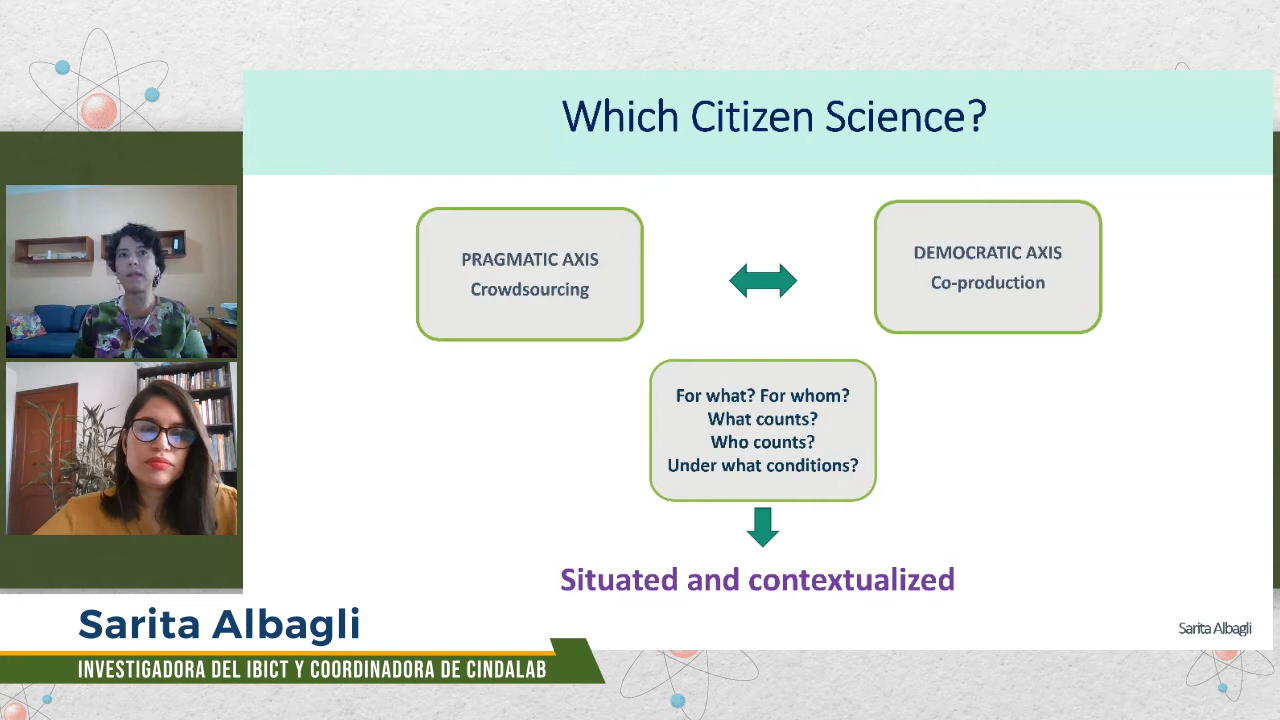 Which Citizen Science?
PRAGMATIC AXIS
Crowdsourcing
DEMOCRATIC AXIS
Co-production
For what? For whom?
What counts?
Who counts?
Under what conditions?
Situated and contextualized
Sarita Albagli
Sarita Albagli
INVESTIGADORA DEL IBICT Y COORDINADORA DE CINDALAB